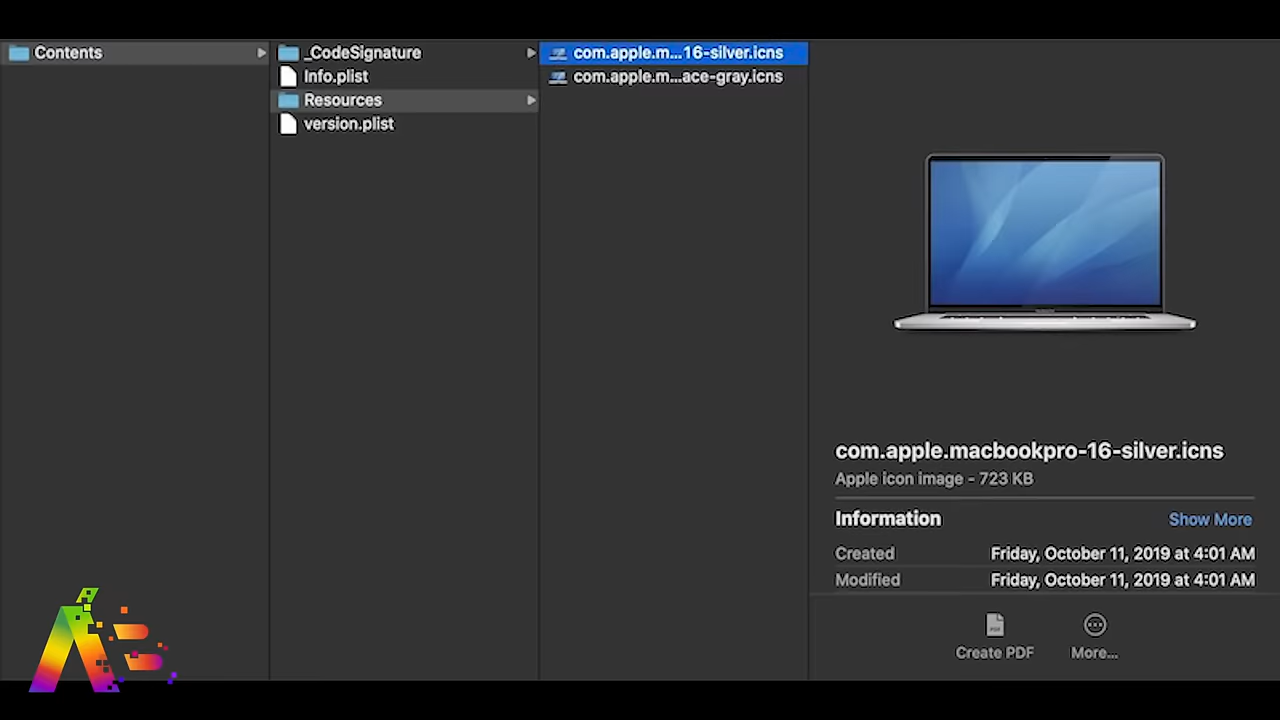 Contents
_CodeSignature
Info.plist
Resources
version.plist
com.apple.m...16-silver.icns
com.apple.m...ace-gray.icns
com.apple.macbookpro-16-silver.icns
Apple icon image - 723 KB
Information Show More
Created Friday, October 11, 2019 at 4:01 AM
Modified Friday, October 11, 2019 at 4:01 AM
Create PDF More...